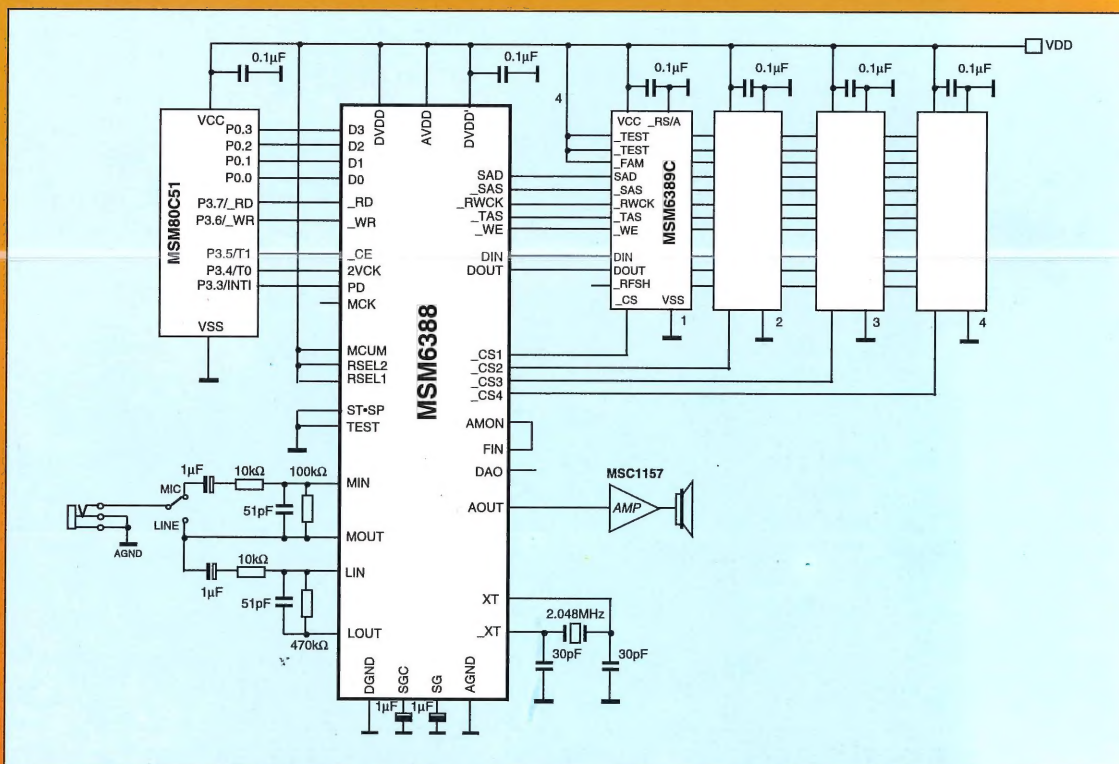 VDD
0.1µF
0.1µF
0.1µF
0.1µF
0.1µF
0.1µF
4
MSM80C51
VCC
P0.3
P0.2
P0.1
P0.0
P3.7/_RD
P3.6/_WR
P3.5/T1
P3.4/T0
P3.3/INTI
VSS
MSM6388
DVDD
AVDD
DVDD'
D3
D2
D1
D0
_RD
_WR
_CE
2VCK
PD
MCK
MCUM
RSEL2
RSEL1
ST•SP
TEST
MIN
MOUT
LIN
LOUT
DGND
SGC
SG
AGND
SAD
_SAS
_RWCK
_TAS
_WE
DIN
DOUT
_CS1
_CS2
_CS3
_CS4
AMON
FIN
DAO
AOUT
XT
_XT
MSM6389C
VCC _RS/A
_TEST
_TEST
_FAM
SAD
_SAS
_RWCK
_TAS
_WE
DIN
DOUT
_RFSH
_CS VSS
1
2
3
4
1µF
10kΩ
100kΩ
MIC
51pF
LINE
AGND
10kΩ
1µF
51pF
470kΩ
1µF
1µF
MSC1157
AMP
2.048MHz
30pF
30pF